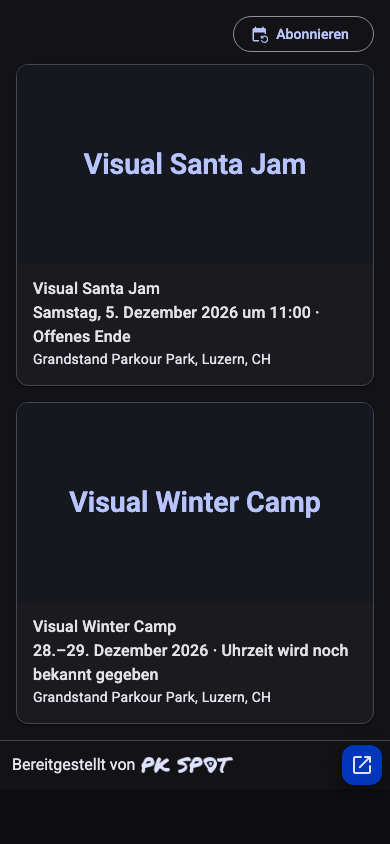 Abonnieren
Visual Santa Jam
Visual Santa Jam
Samstag, 5. Dezember 2026 um 11:00 ·
Offenes Ende
Grandstand Parkour Park, Luzern, CH
Visual Winter Camp
Visual Winter Camp
28.–29. Dezember 2026 · Uhrzeit wird noch
bekannt gegeben
Grandstand Parkour Park, Luzern, CH
Bereitgestellt von PK SPOT